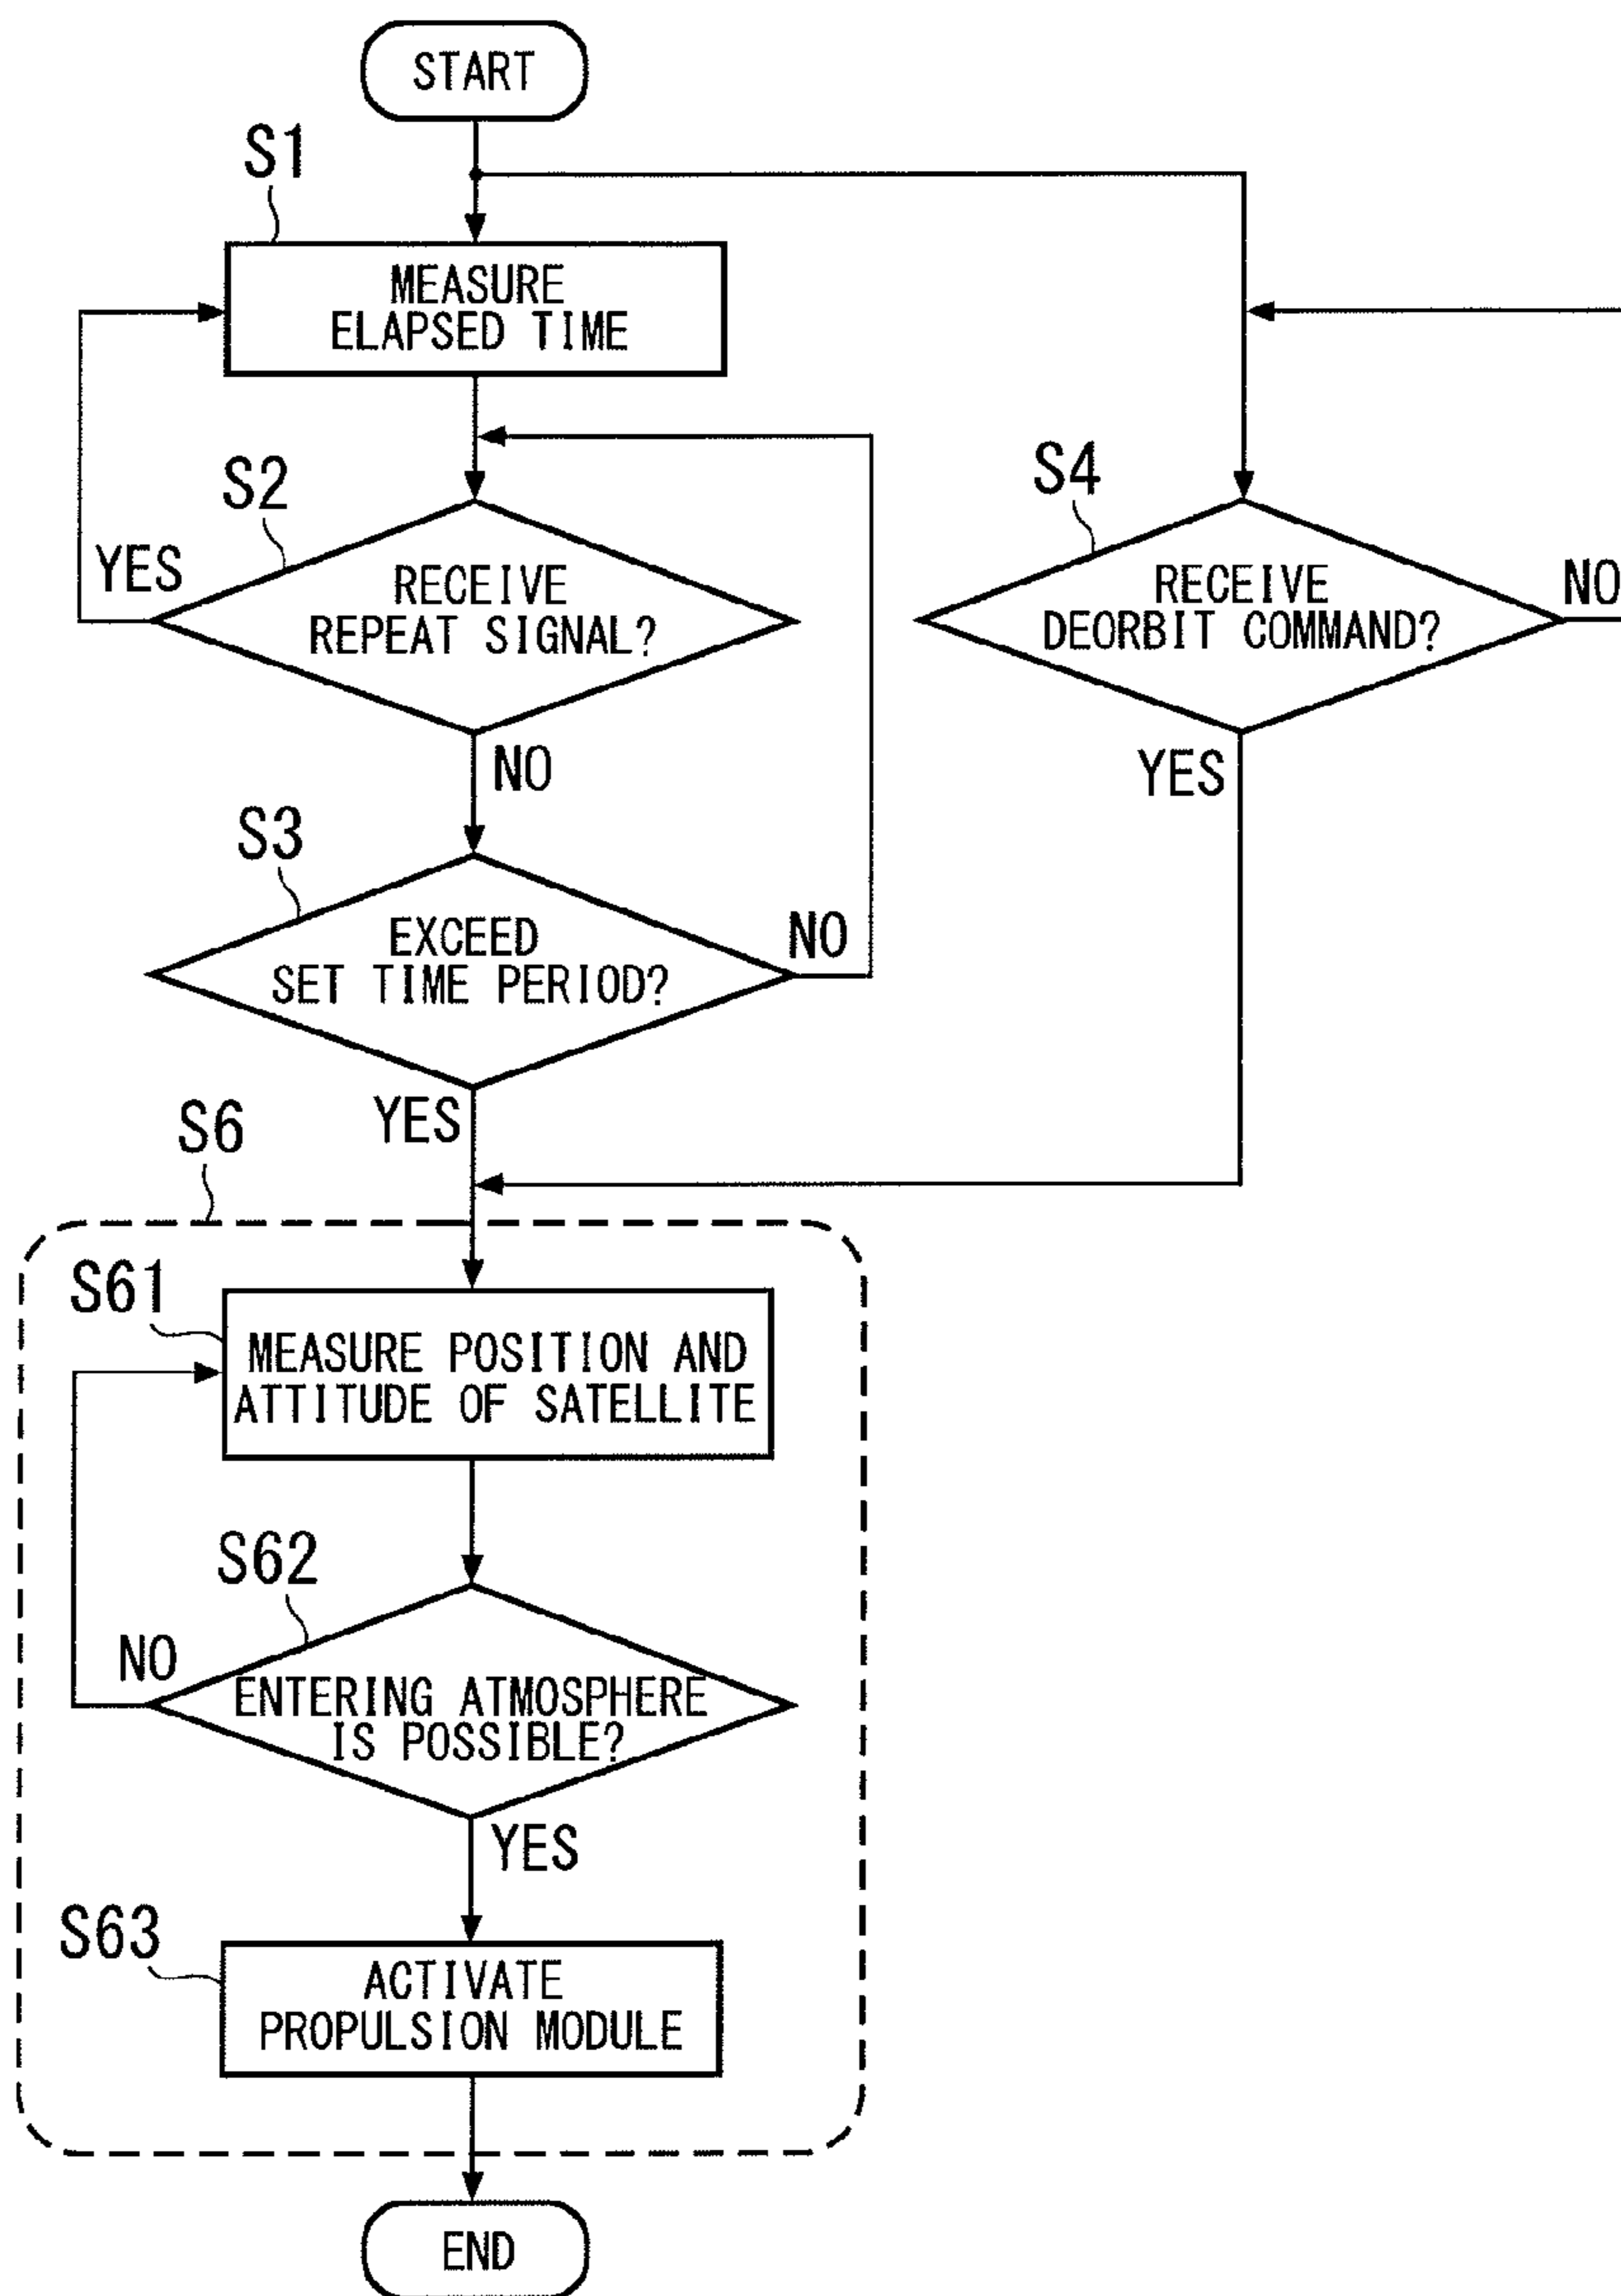 START
S1
MEASURE
ELAPSED TIME
S2
YES
RECEIVE
REPEAT SIGNAL?
NO
S4
RECEIVE
DEORBIT COMMAND?
NO
YES
S3
EXCEED
SET TIME PERIOD?
NO
YES
S6
S61
MEASURE POSITION AND
ATTITUDE OF SATELLITE
S62
NO
ENTERING ATMOSPHERE
IS POSSIBLE?
YES
S63
ACTIVATE
PROPULSION MODULE
END